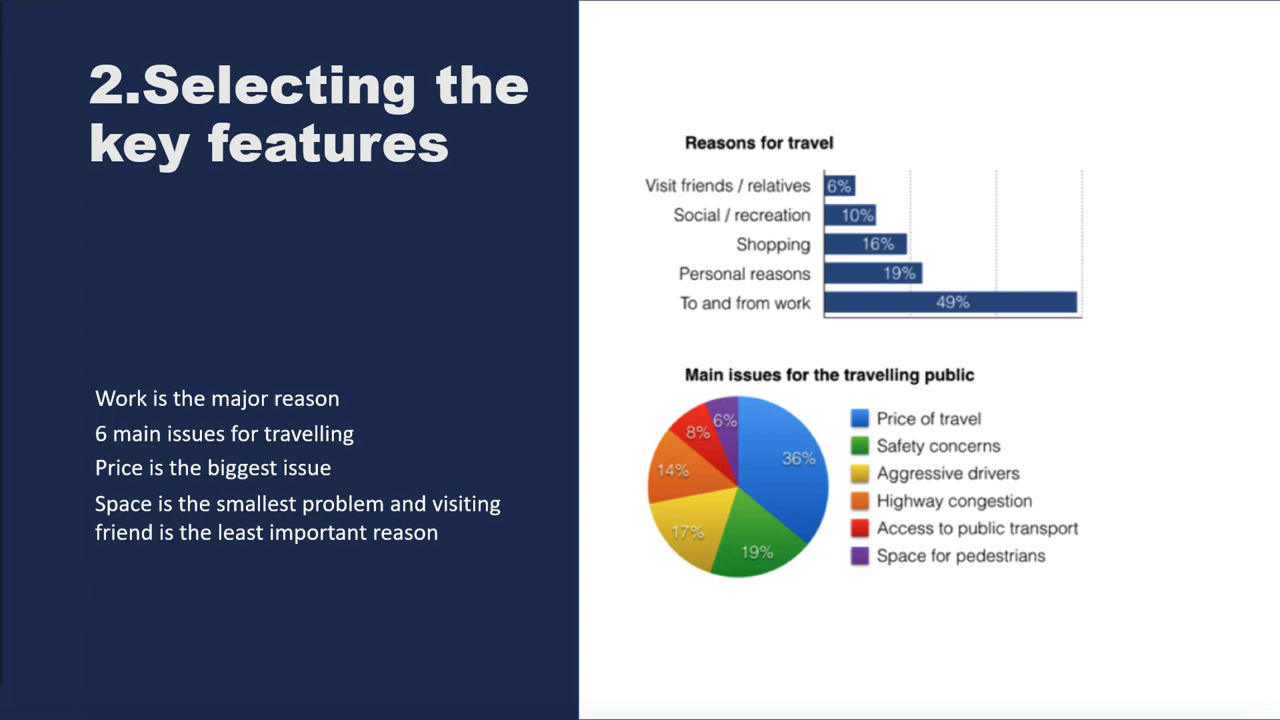 2.Selecting the
key features
Work is the major reason
6 main issues for travelling
Price is the biggest issue
Space is the smallest problem and visiting
friend is the least important reason
Reasons for travel
Visit friends / relatives 6%
Social / recreation 10%
Shopping 16%
Personal reasons 19%
To and from work 49%
Main issues for the travelling public
36%
19%
17%
14%
8%
6%
Price of travel
Safety concerns
Aggressive drivers
Highway congestion
Access to public transport
Space for pedestrians